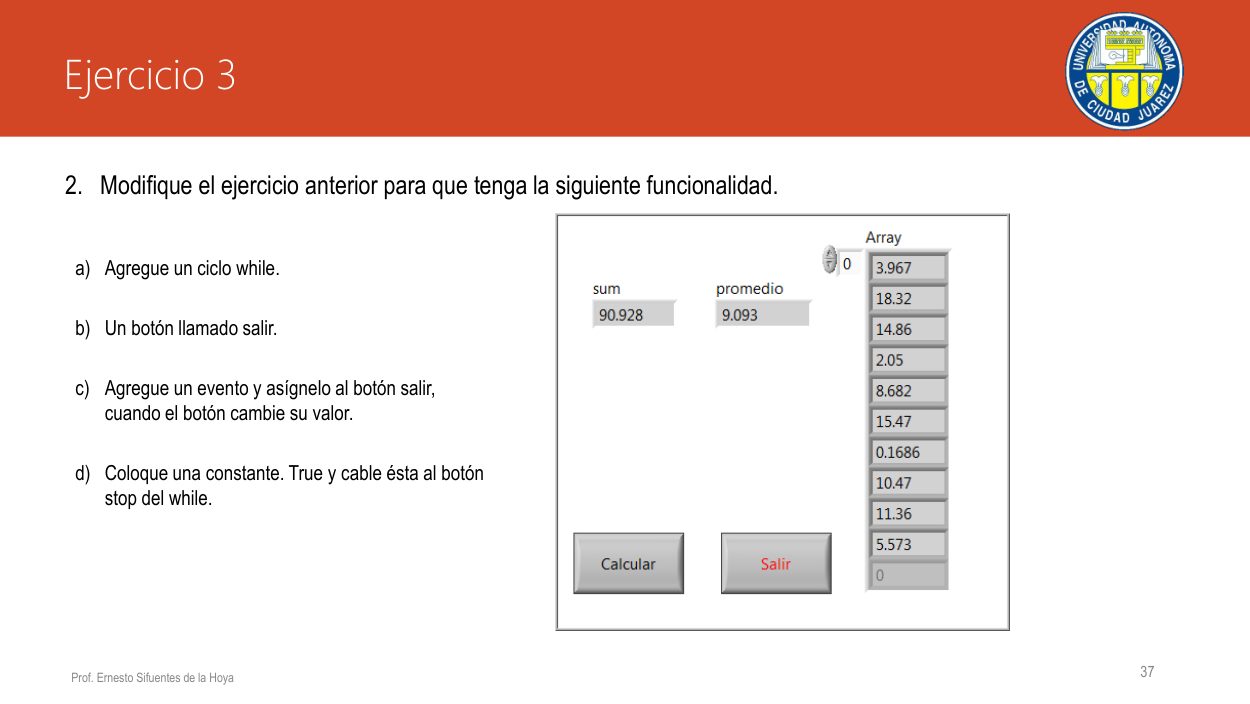 Ejercicio 3
UNIVERSIDAD AUTONOMA
DE CIUDAD JUAREZ
2. Modifique el ejercicio anterior para que tenga la siguiente funcionalidad.
a) Agregue un ciclo while.
b) Un botón llamado salir.
c) Agregue un evento y asígnelo al botón salir,
cuando el botón cambie su valor.
d) Coloque una constante. True y cable ésta al botón
stop del while.
Array
0
3.967
sum
promedio
90.928
9.093
18.32
14.86
2.05
8.682
15.47
0.1686
10.47
11.36
5.573
0
Calcular
Salir
Prof. Ernesto Sifuentes de la Hoya
37